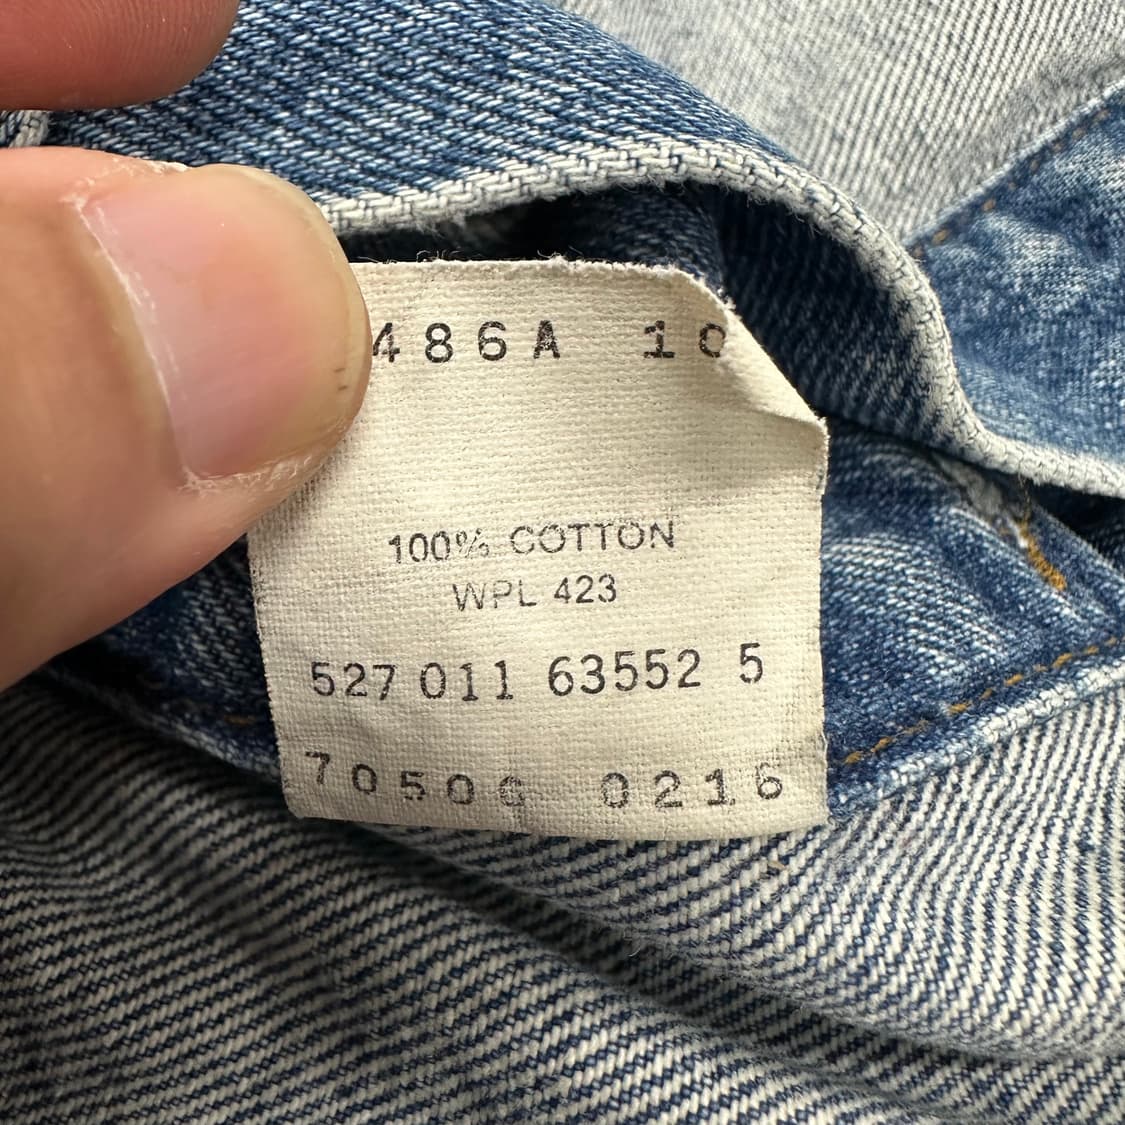 486A 10
100% COTTON
WPL 423
527 011 63552 5
70506 0216